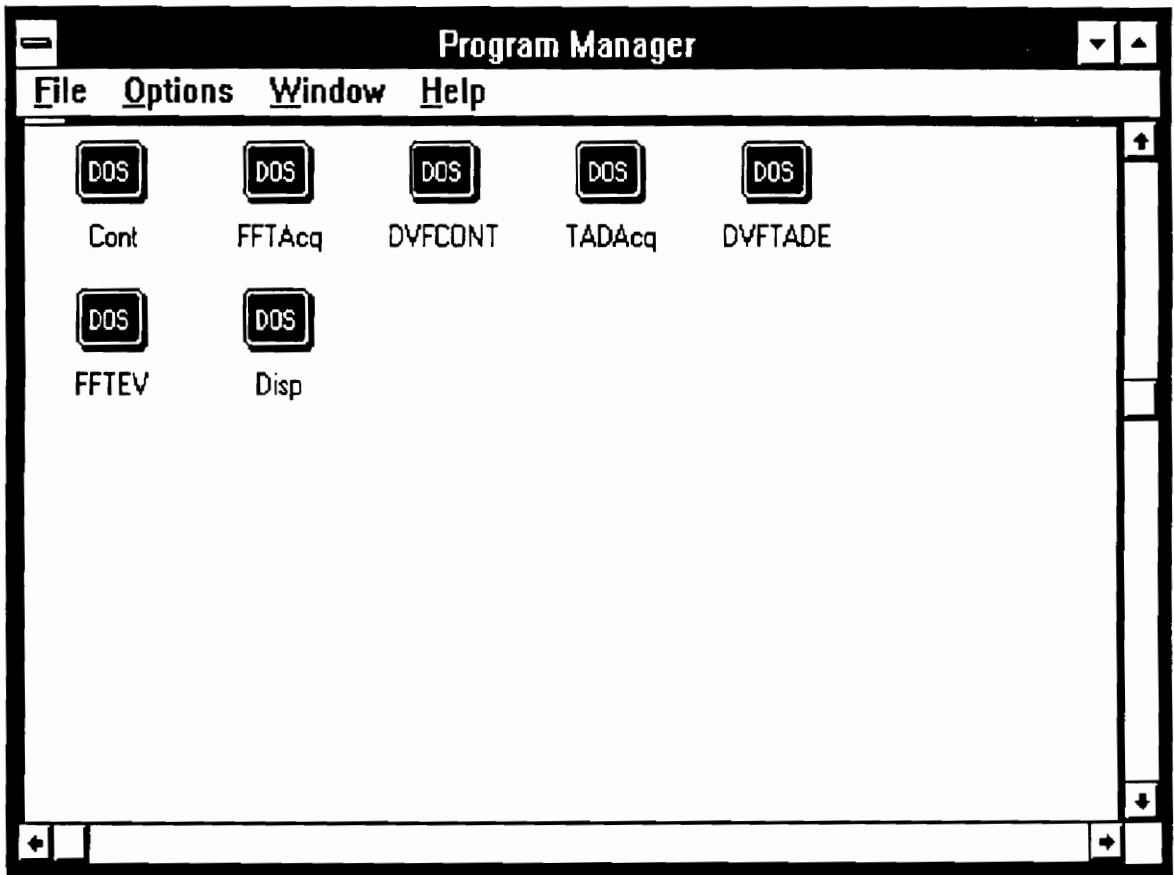 Program Manager
File Options Window Help
DOS DOS DOS DOS DOS
Cont FFTAcq DVFCONT TADAcq DVFTADE
DOS DOS
FFTEV Disp